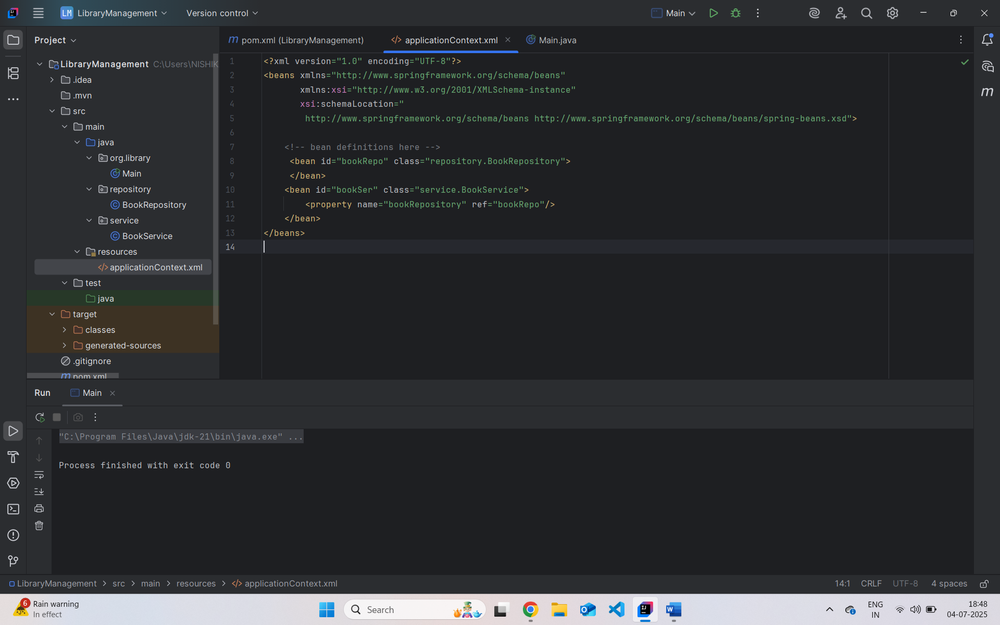 LM LibraryManagement Version control Main
Project
pom.xml (LibraryManagement) applicationContext.xml Main.java
LibraryManagement C:\Users\NISHIK
.idea
.mvn
src
main
java
org.library
Main
repository
BookRepository
service
BookService
resources
applicationContext.xml
test
java
target
classes
generated-sources
.gitignore
pom.xml
1 <?xml version="1.0" encoding="UTF-8"?>
2 <beans xmlns="http://www.springframework.org/schema/beans"
3 xmlns:xsi="http://www.w3.org/2001/XMLSchema-instance"
4 xsi:schemaLocation="
5 http://www.springframework.org/schema/beans http://www.springframework.org/schema/beans/spring-beans.xsd">
6
7 <!-- bean definitions here -->
8 <bean id="bookRepo" class="repository.BookRepository">
9 </bean>
10 <bean id="bookSer" class="service.BookService">
11 <property name="bookRepository" ref="bookRepo"/>
12 </bean>
13 </beans>
14
Run Main
"C:\Program Files\Java\jdk-21\bin\java.exe" ...
Process finished with exit code 0
LibraryManagement > src > main > resources > </> applicationContext.xml 14:1 CRLF UTF-8 4 spaces
6 Rain warning
In effect
Search
ENG
IN
18:48
04-07-2025